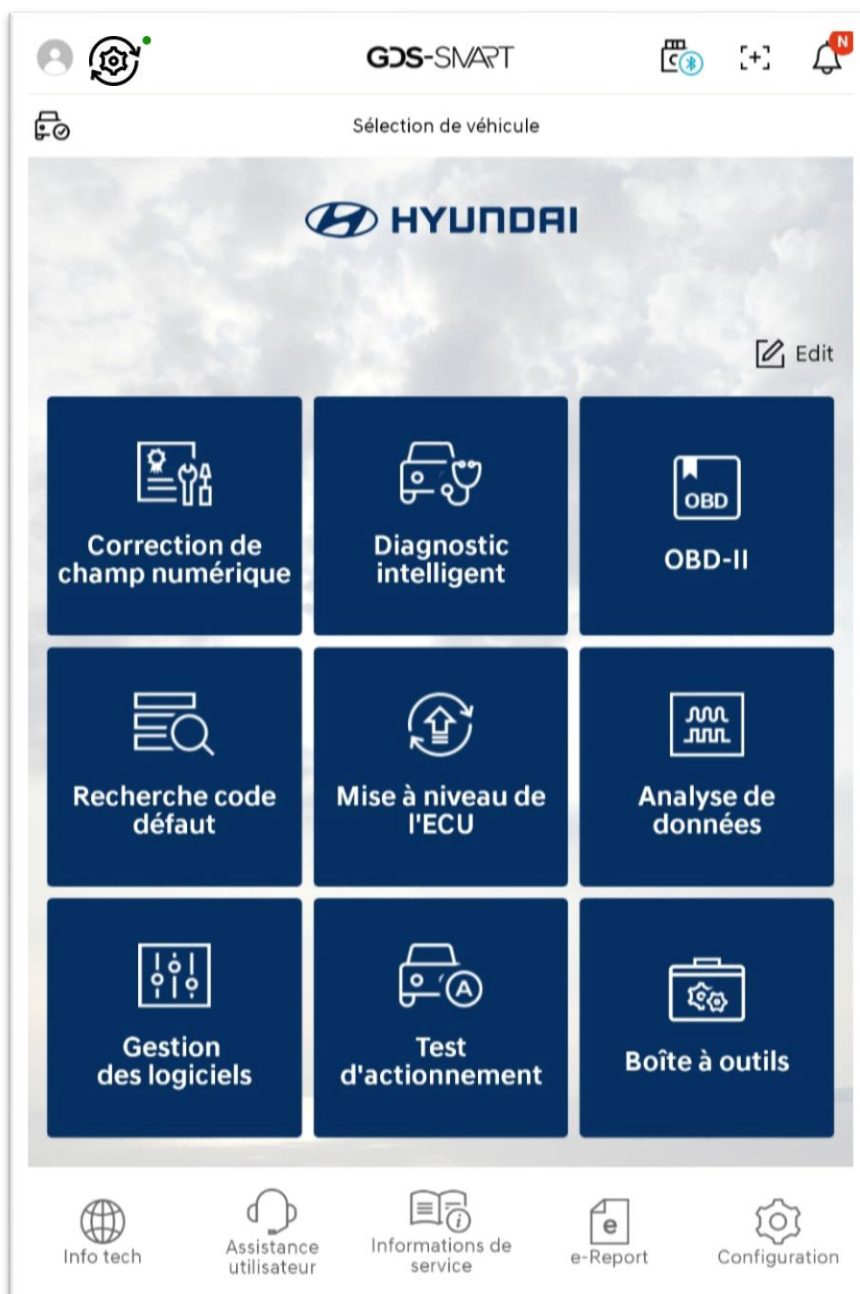 GDS-SMART
N
Sélection de véhicule
HYUNDAI
Edit
Correction de
champ numérique
Diagnostic
intelligent
OBD
OBD-II
Recherche code
défaut
Mise à niveau de
l'ECU
Analyse de
données
Gestion
des logiciels
A
Test
d'actionnement
Boîte à outils
Info tech
Assistance
utilisateur
i
Informations de
service
e
e-Report
Configuration